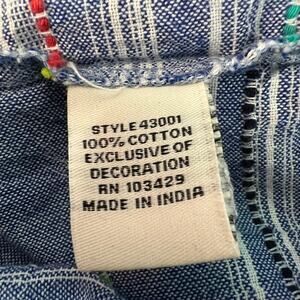 STYLE 43001
100% COTTON
EXCLUSIVE OF
DECORATION
RN 103429
MADE IN INDIA